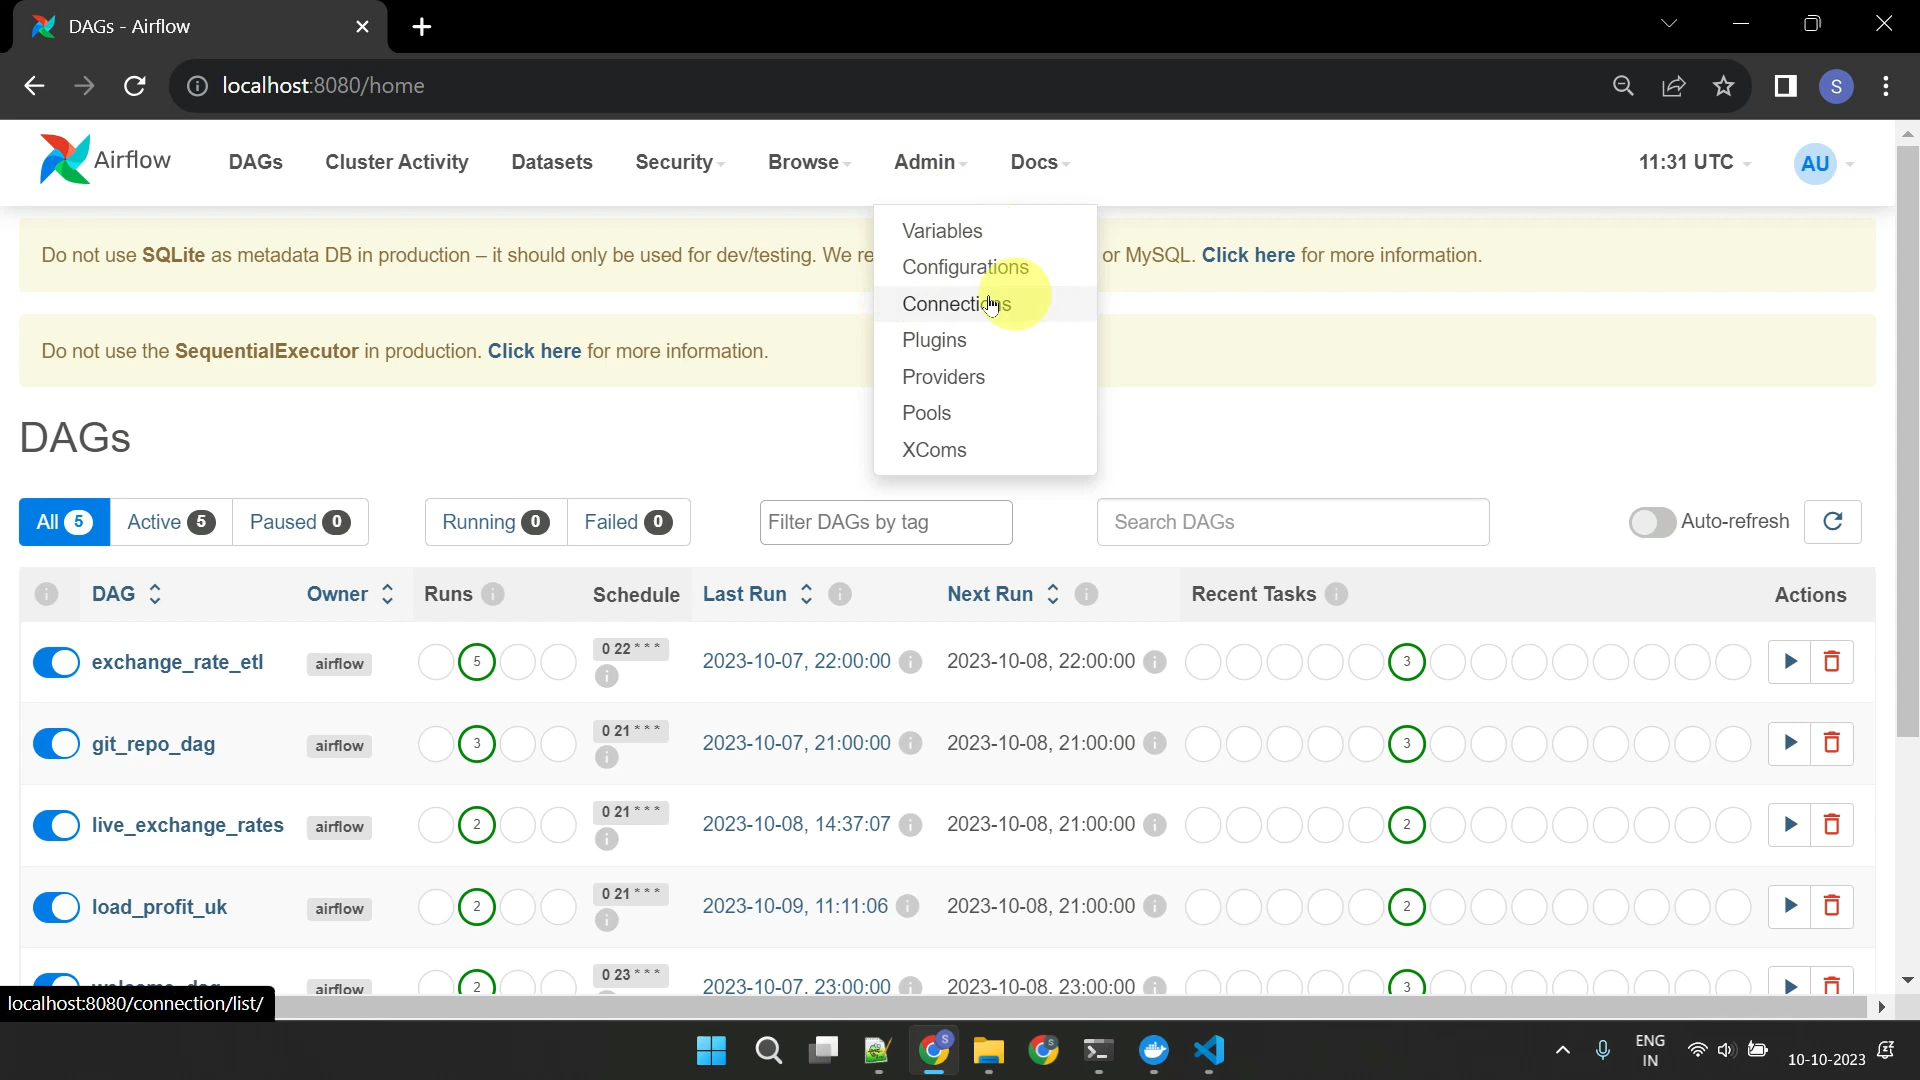 DAGs - Airflow
localhost:8080/home
S
Airflow
DAGs
Cluster Activity
Datasets
Security
Browse
Admin
Docs
11:31 UTC
AU
Do not use SQLite as metadata DB in production – it should only be used for dev/testing. We re
or MySQL. Click here for more information.
Do not use the SequentialExecutor in production. Click here for more information.
Variables
Configurations
Connections
Plugins
Providers
Pools
XComs
DAGs
All 5
Active 5
Paused 0
Running 0
Failed 0
Filter DAGs by tag
Search DAGs
Auto-refresh
DAG Owner Runs Schedule Last Run Next Run Recent Tasks Actions
exchange_rate_etl airflow 5 0 22 * * * 2023-10-07, 22:00:00 2023-10-08, 22:00:00 3
git_repo_dag airflow 3 0 21 * * * 2023-10-07, 21:00:00 2023-10-08, 21:00:00 3
live_exchange_rates airflow 2 0 21 * * * 2023-10-08, 14:37:07 2023-10-08, 21:00:00 2
load_profit_uk airflow 2 0 21 * * * 2023-10-09, 11:11:06 2023-10-08, 21:00:00 2
airflow 2 0 23 * * * 2023-10-07, 23:00:00 2023-10-08, 23:00:00 3
localhost:8080/connection/list/
ENG
IN
10-10-2023